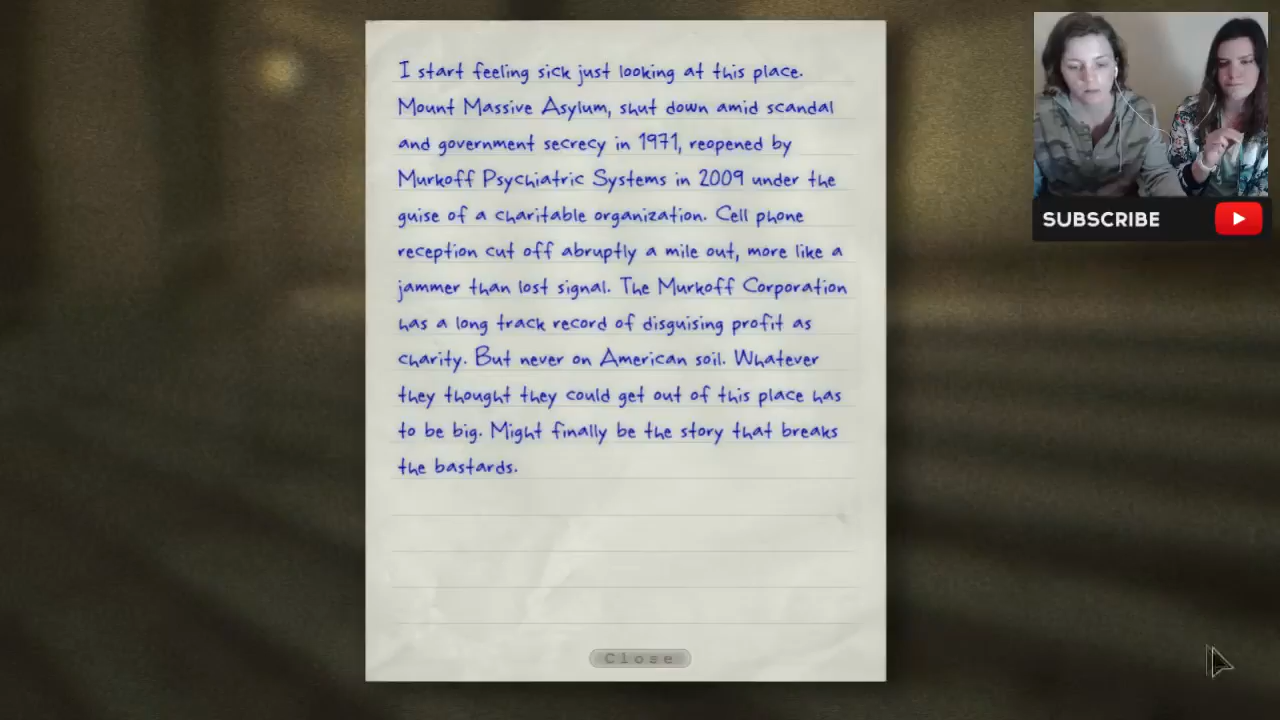 I start feeling sick just looking at this place.
Mount Massive Asylum, shut down amid scandal
and government secrecy in 1971, reopened by
Murkoff Psychiatric Systems in 2009 under the
guise of a charitable organization. Cell phone
reception cut off abruptly a mile out, more like a
jammer than lost signal. The Murkoff Corporation
has a long track record of disguising profit as
charity. But never on American soil. Whatever
they thought they could get out of this place has
to be big. Might finally be the story that breaks
the bastards.
Close
SUBSCRIBE